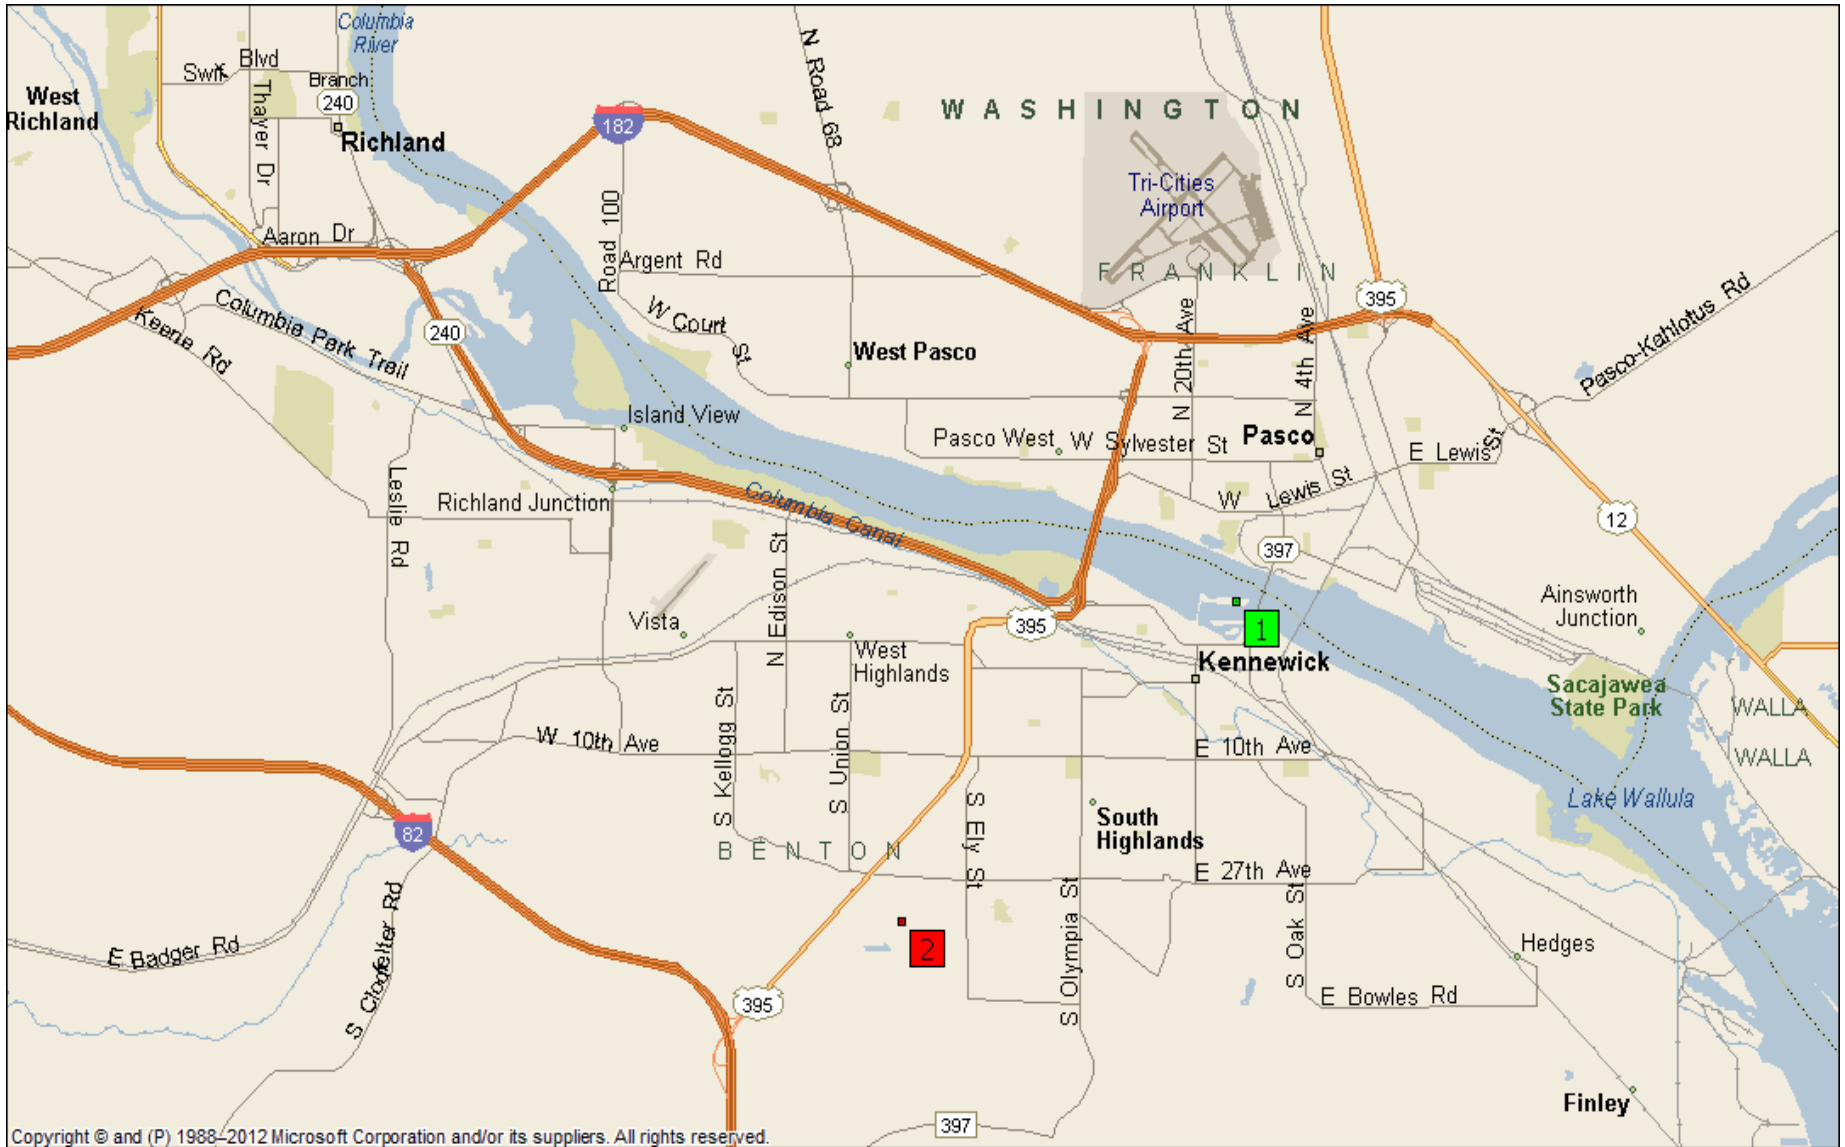 Columbia
River
Swift Blvd
Branch
240
West
Richland
Thayer Dr
Richland
182
N Road 68
WASHINGTON
Tri-Cities
Airport
Aaron Dr
Road 100
Argent Rd
FRANKLIN
395
Columbia Park Trail
Keene Rd
240
W Court St
West Pasco
N 20th Ave
N 4th Ave
Pasco-Kahlotus Rd
Island View
Pasco West
W Sylvester St
Pasco
E Lewis St
Leslie Rd
Richland Junction
Columbia Canal
W Lewis St
12
397
N Edison St
Vista
395
1
Ainsworth
Junction
West
Highlands
Kennewick
Sacajawea
State Park
WALLA
WALLA
W 10th Ave
S Kellogg St
S Union St
E 10th Ave
Lake Wallula
82
BENTON
S Ely St
South
Highlands
E 27th Ave
S Clodfelter Rd
E Badger Rd
2
S Olympia St
S Oak St
Hedges
395
E Bowles Rd
Finley
397
Copyright © and (P) 1988–2012 Microsoft Corporation and/or its suppliers. All rights reserved.